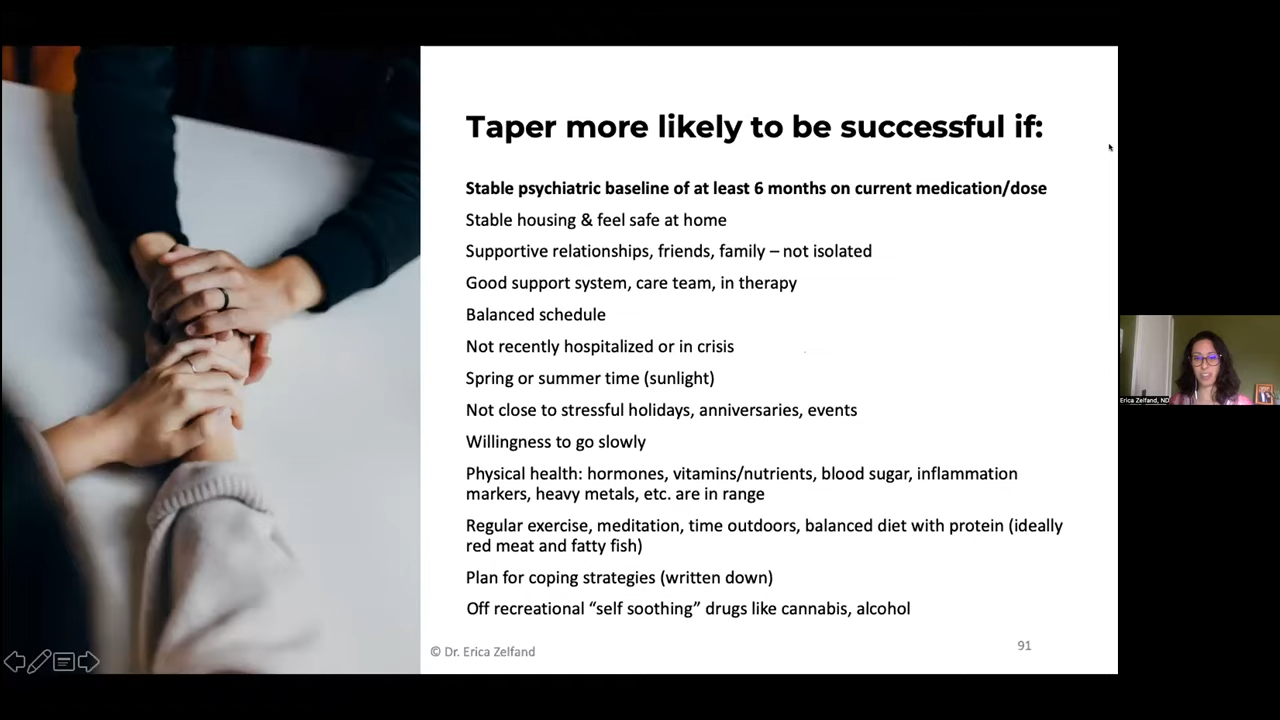 Taper more likely to be successful if:
Stable psychiatric baseline of at least 6 months on current medication/dose
Stable housing & feel safe at home
Supportive relationships, friends, family – not isolated
Good support system, care team, in therapy
Balanced schedule
Not recently hospitalized or in crisis
Spring or summer time (sunlight)
Not close to stressful holidays, anniversaries, events
Willingness to go slowly
Physical health: hormones, vitamins/nutrients, blood sugar, inflammation
markers, heavy metals, etc. are in range
Regular exercise, meditation, time outdoors, balanced diet with protein (ideally
red meat and fatty fish)
Plan for coping strategies (written down)
Off recreational “self soothing” drugs like cannabis, alcohol
© Dr. Erica Zelfand
91
Erica Zelfand, ND